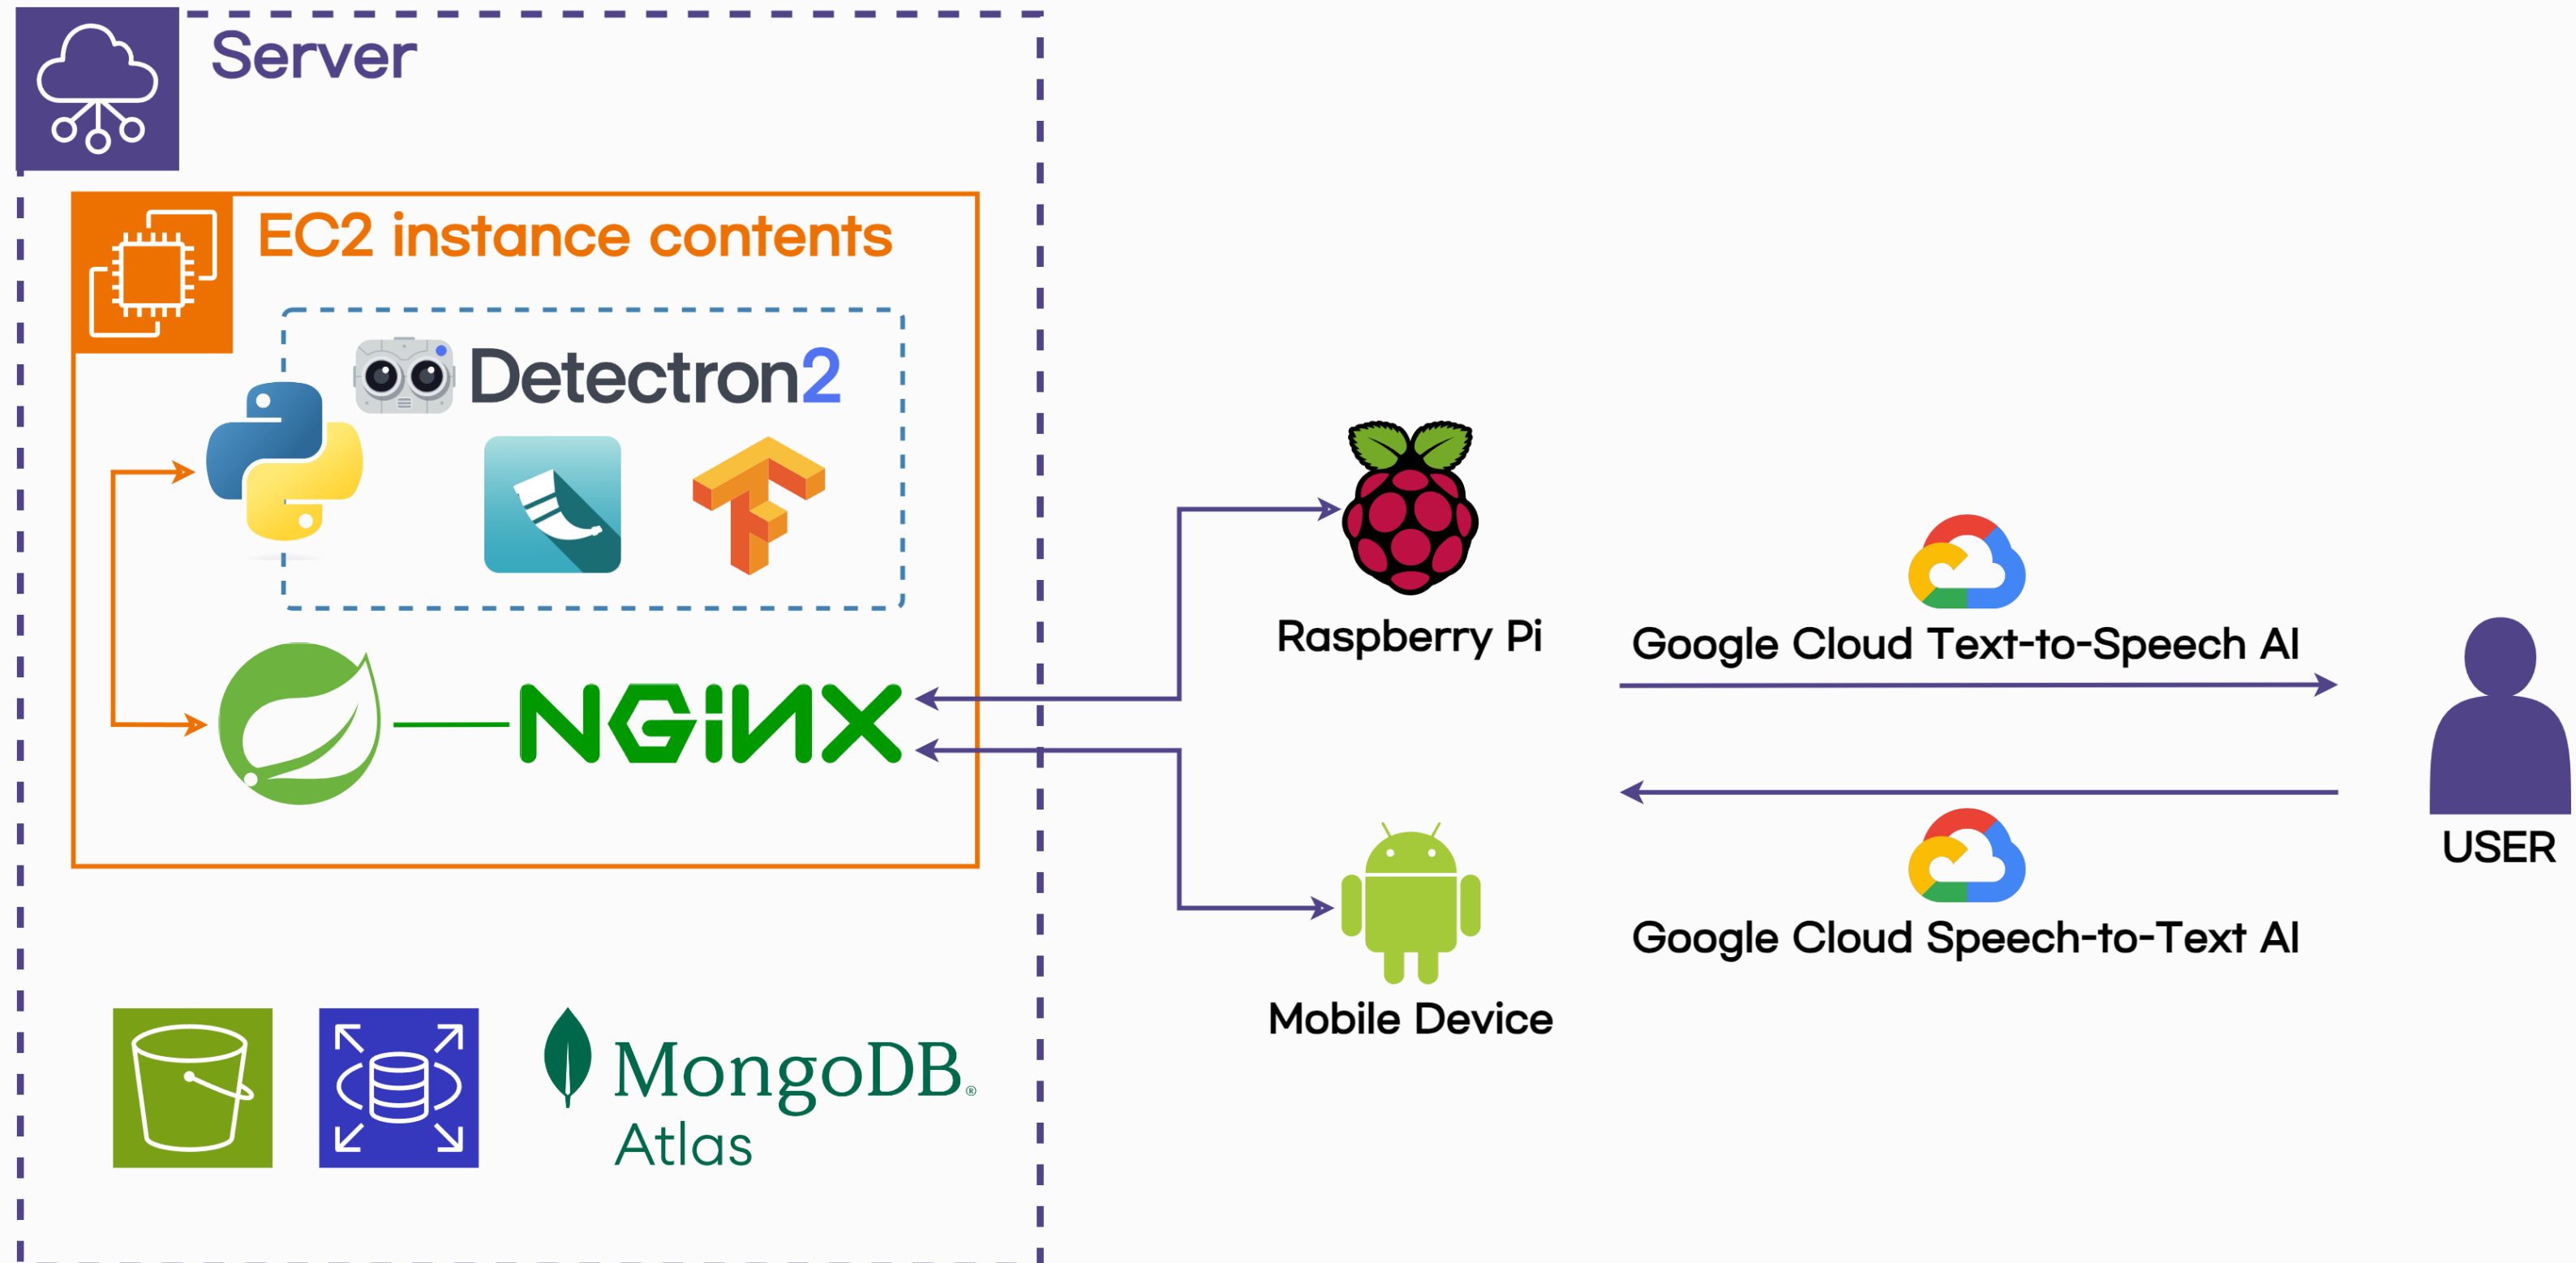 Server
EC2 instance contents
Detectron2
NGINX
Raspberry Pi
Google Cloud Text-to-Speech AI
USER
Google Cloud Speech-to-Text AI
Mobile Device
MongoDB®
Atlas